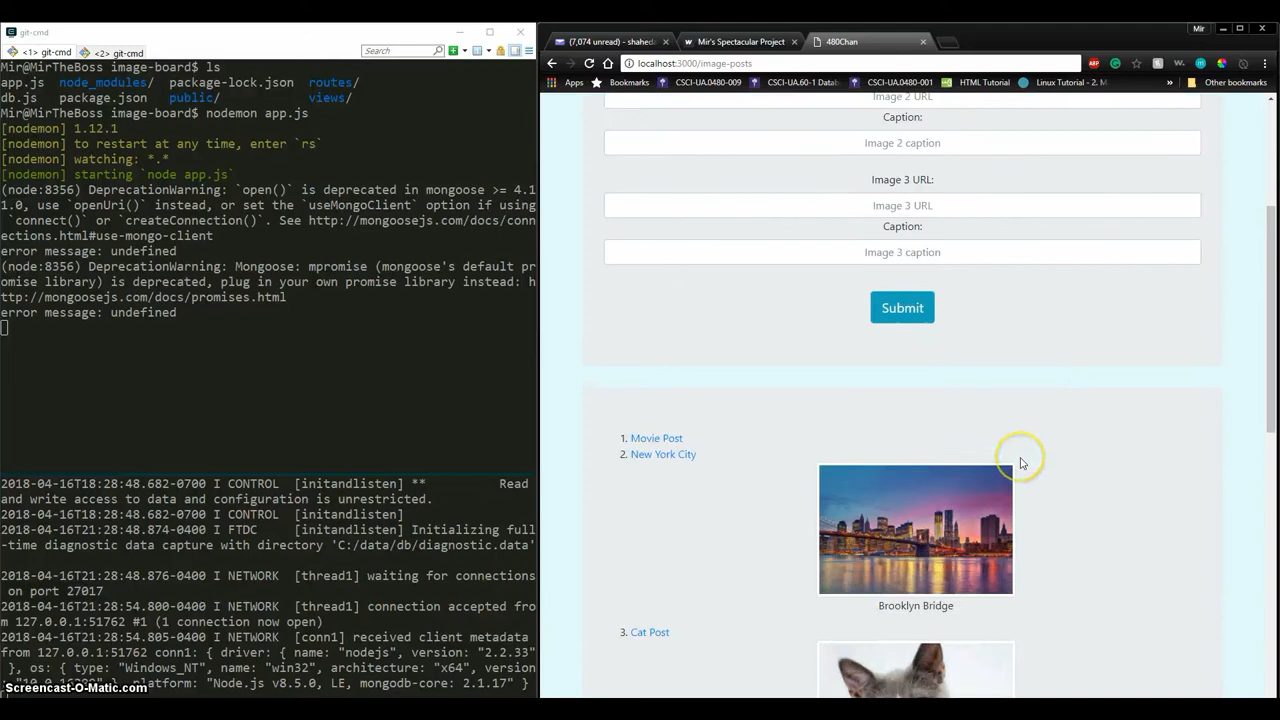 git-cmd
<1> git-cmd
<2> git-cmd
Search
Mir@MirTheBoss image-board$ ls
app.js node_modules/ package-lock.json routes/
db.js package.json public/ views/
Mir@MirTheBoss image-board$ nodemon app.js
[nodemon] 1.12.1
[nodemon] to restart at any time, enter `rs`
[nodemon] watching: *.*
[nodemon] starting `node app.js`
(node:8356) DeprecationWarning: `open()` is deprecated in mongoose >= 4.1
1.0, use `openUri()` instead, or set the `useMongoClient` option if using
`connect()` or `createConnection()`. See http://mongoosejs.com/docs/conn
ections.html#use-mongo-client
error message: undefined
(node:8356) DeprecationWarning: Mongoose: mpromise (mongoose's default pr
omise library) is deprecated, plug in your own promise library instead: h
ttp://mongoosejs.com/docs/promises.html
error message: undefined
2018-04-16T18:28:48.682-0700 I CONTROL [initandlisten] ** Read
and write access to data and configuration is unrestricted.
2018-04-16T18:28:48.682-0700 I CONTROL [initandlisten]
2018-04-16T21:28:48.874-0400 I FTDC [initandlisten] Initializing full
-time diagnostic data capture with directory 'C:/data/db/diagnostic.data'
2018-04-16T21:28:48.876-0400 I NETWORK [thread1] waiting for connections
on port 27017
2018-04-16T21:28:54.800-0400 I NETWORK [thread1] connection accepted fro
m 127.0.0.1:51762 #1 (1 connection now open)
2018-04-16T21:28:54.805-0400 I NETWORK [conn1] received client metadata
from 127.0.0.1:51762 conn1: { driver: { name: "nodejs", version: "2.2.33"
}, os: { type: "Windows_NT", name: "win32", architecture: "x64", version:
platform: "Node.js v8.5.0, LE, mongodb-core: 2.1.17" }
Screencast-O-Matic.com
Mir
(7,074 unread) - shahed
Mir's Spectacular Project
480Chan
localhost:3000/image-posts
Apps
Bookmarks
CSCI-UA.0480-009
CSCI-UA.60-1 Datab
CSCI-UA.0480-001
HTML Tutorial
Linux Tutorial - 2. M
»
Other bookmarks
Image 2 URL
Caption:
Image 2 caption
Image 3 URL:
Image 3 URL
Caption:
Image 3 caption
Submit
1. Movie Post
2. New York City
Brooklyn Bridge
3. Cat Post